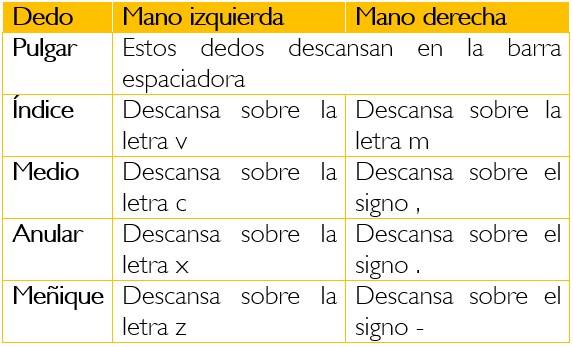 Dedo Mano izquierda Mano derecha
Pulgar Estos dedos descansan en la barra
espaciadora
Índice Descansa sobre la Descansa sobre la
letra v letra m
Medio Descansa sobre la Descansa sobre el
letra c signo ,
Anular Descansa sobre la Descansa sobre el
letra x signo .
Meñique Descansa sobre la Descansa sobre el
letra z signo -